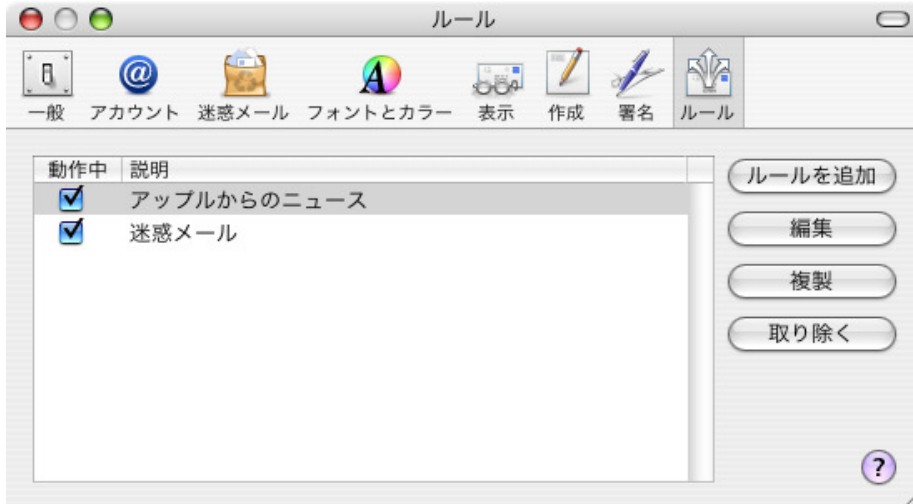 ルール
一般 アカウント 迷惑メール フォントとカラー 表示 作成 署名 ルール
動作中 説明
アップルからのニュース
迷惑メール
ルールを追加
編集
複製
取り除く
?